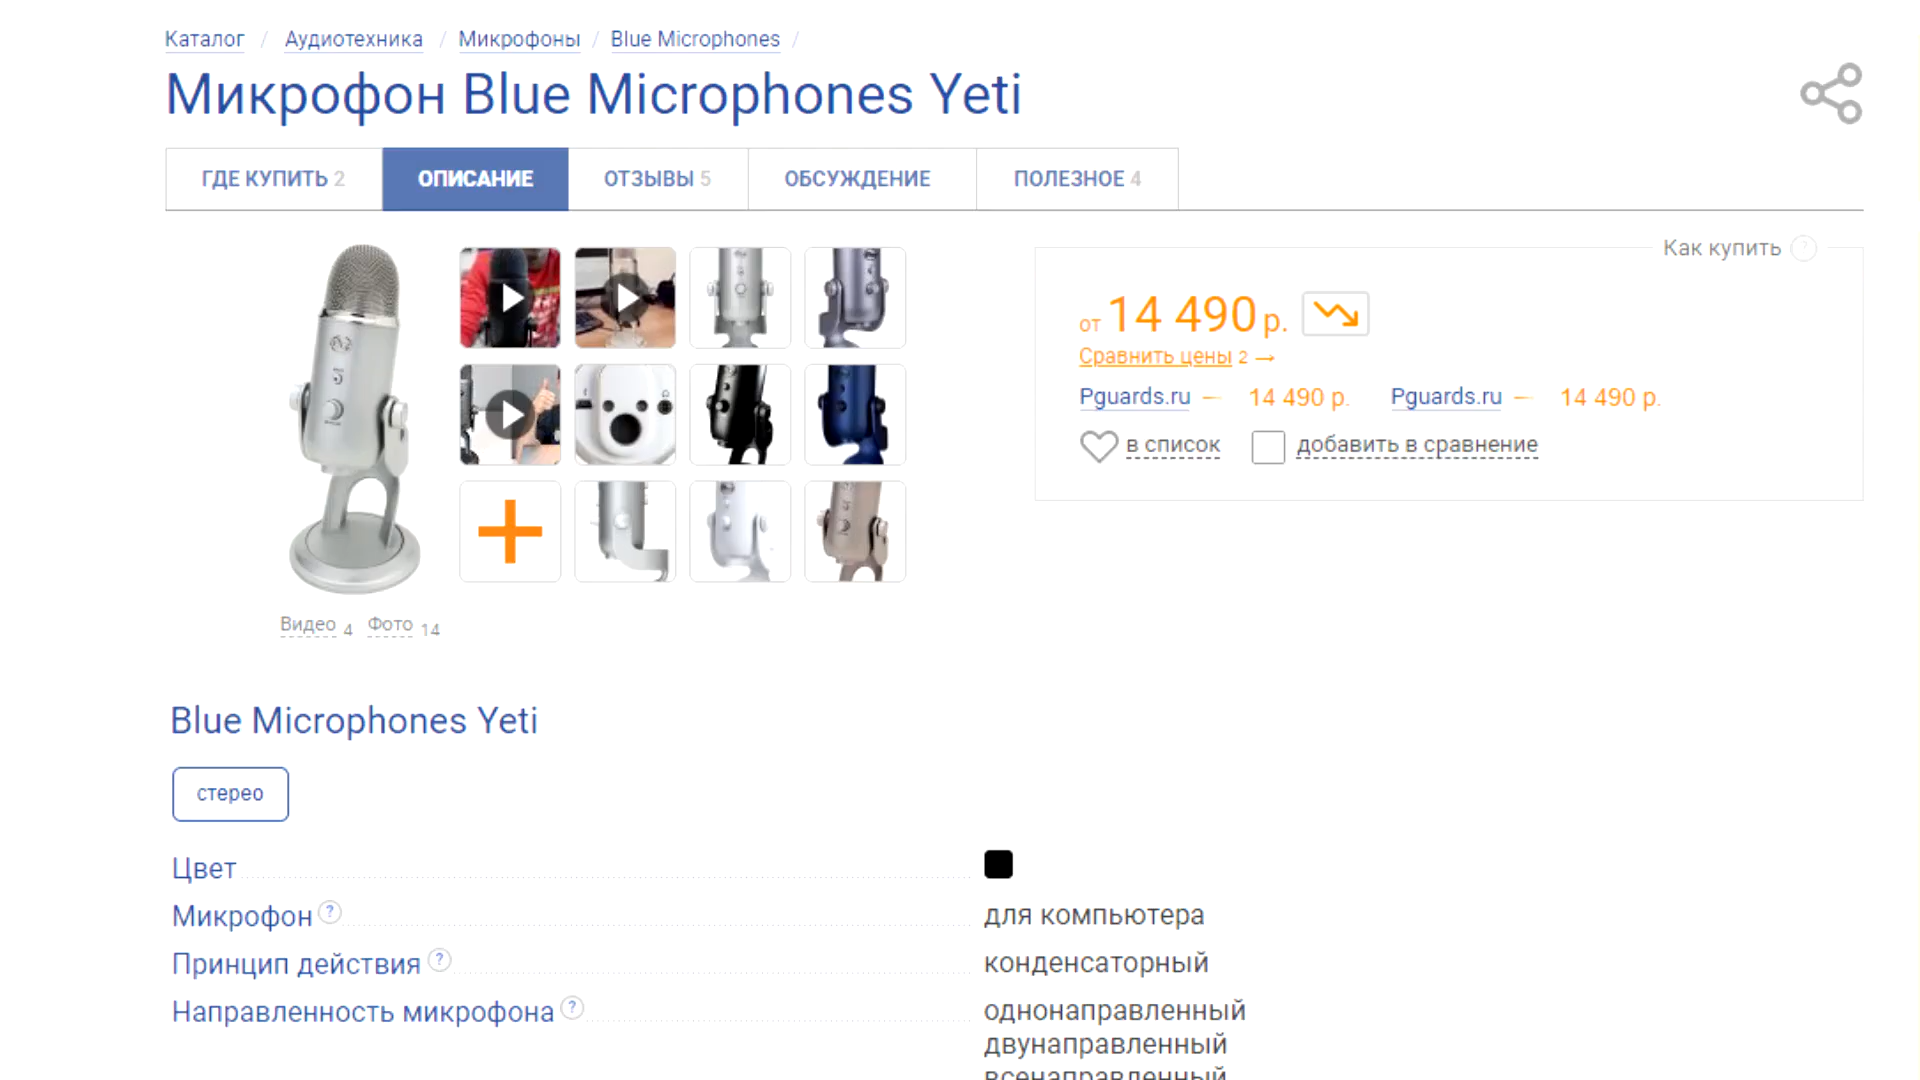 Каталог / Аудиотехника / Микрофоны / Blue Microphones /
Микрофон Blue Microphones Yeti
ГДЕ КУПИТЬ 2 ОПИСАНИЕ ОТЗЫВЫ 5 ОБСУЖДЕНИЕ ПОЛЕЗНОЕ 4
Как купить ?
от 14 490 р.
Сравнить цены 2 →
Pguards.ru — 14 490 р. Pguards.ru — 14 490 р.
в список добавить в сравнение
Видео 4 Фото 14
Blue Microphones Yeti
стерео
Цвет
Микрофон ? для компьютера
Принцип действия ? конденсаторный
Направленность микрофона ? однонаправленный
двунаправленный
всенаправленный